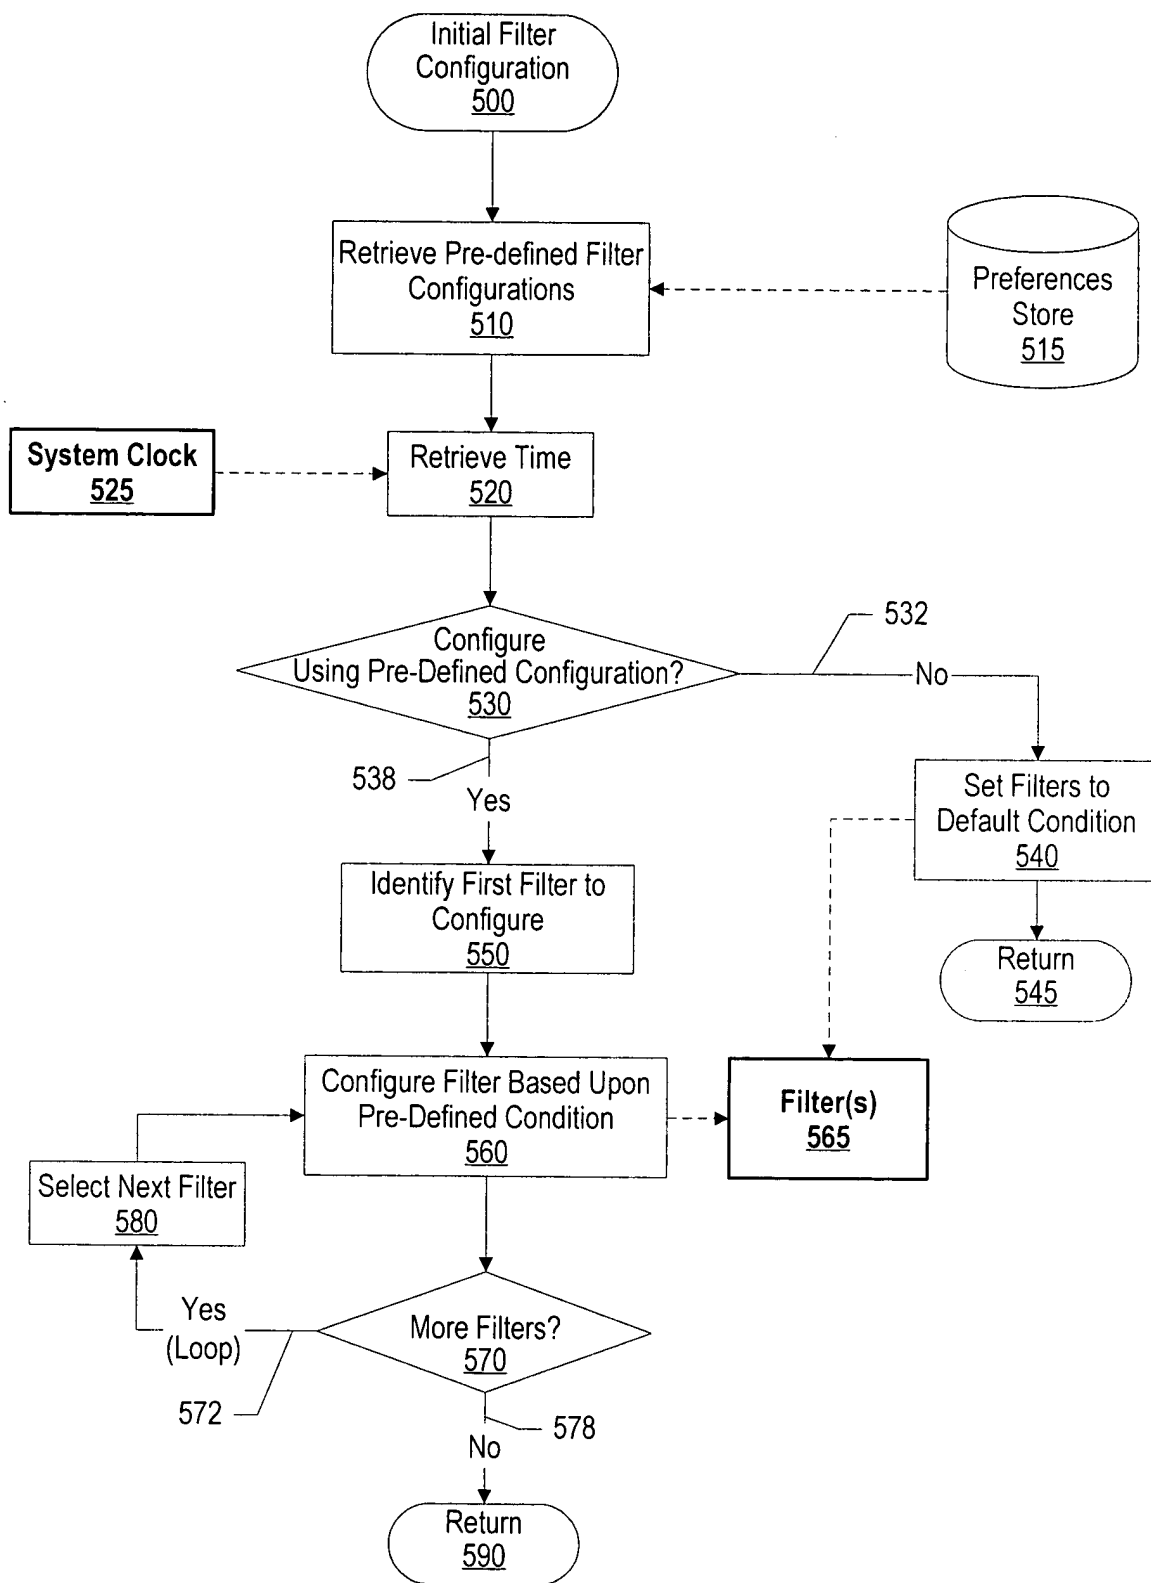 Initial Filter
Configuration
500
Retrieve Pre-defined Filter
Configurations
510
Preferences
Store
515
System Clock
525
Retrieve Time
520
532
Configure
Using Pre-Defined Configuration?
530
No
538
Yes
Set Filters to
Default Condition
540
Identify First Filter to
Configure
550
Return
545
Configure Filter Based Upon
Pre-Defined Condition
560
Filter(s)
565
Select Next Filter
580
Yes
(Loop)
More Filters?
570
572
578
No
Return
590